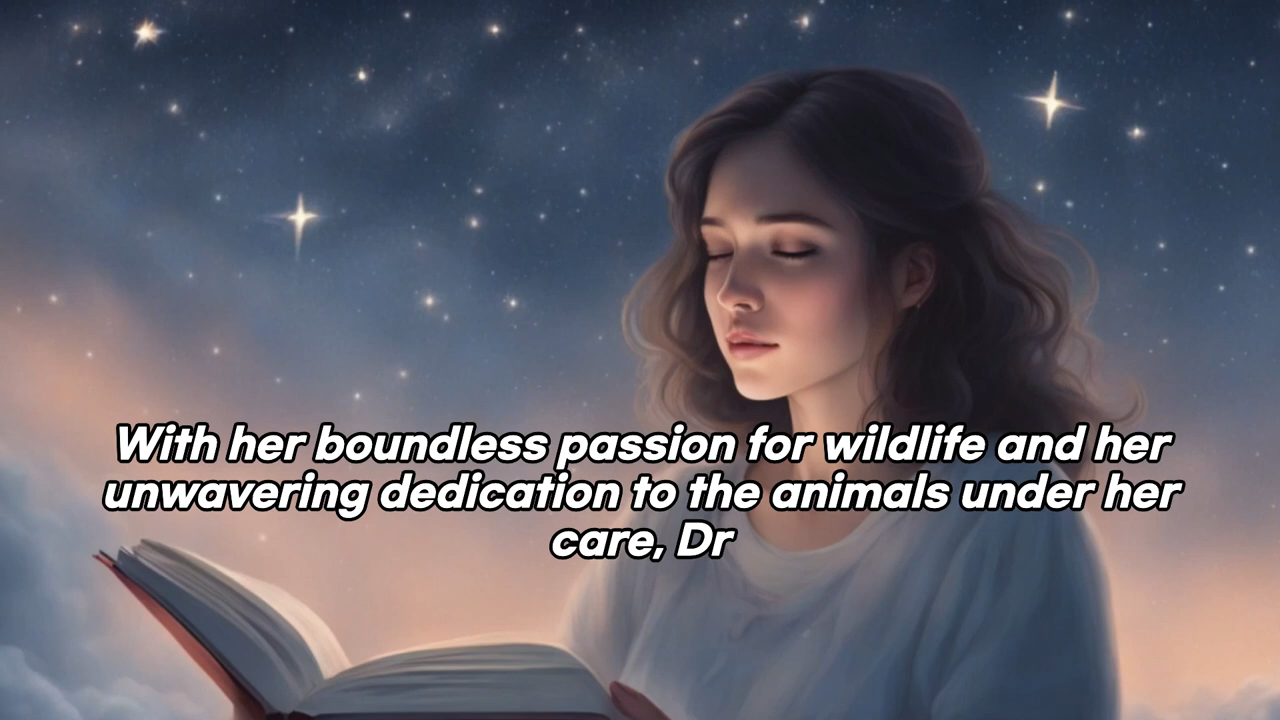 With her boundless passion for wildlife and her
unwavering dedication to the animals under her
care, Dr